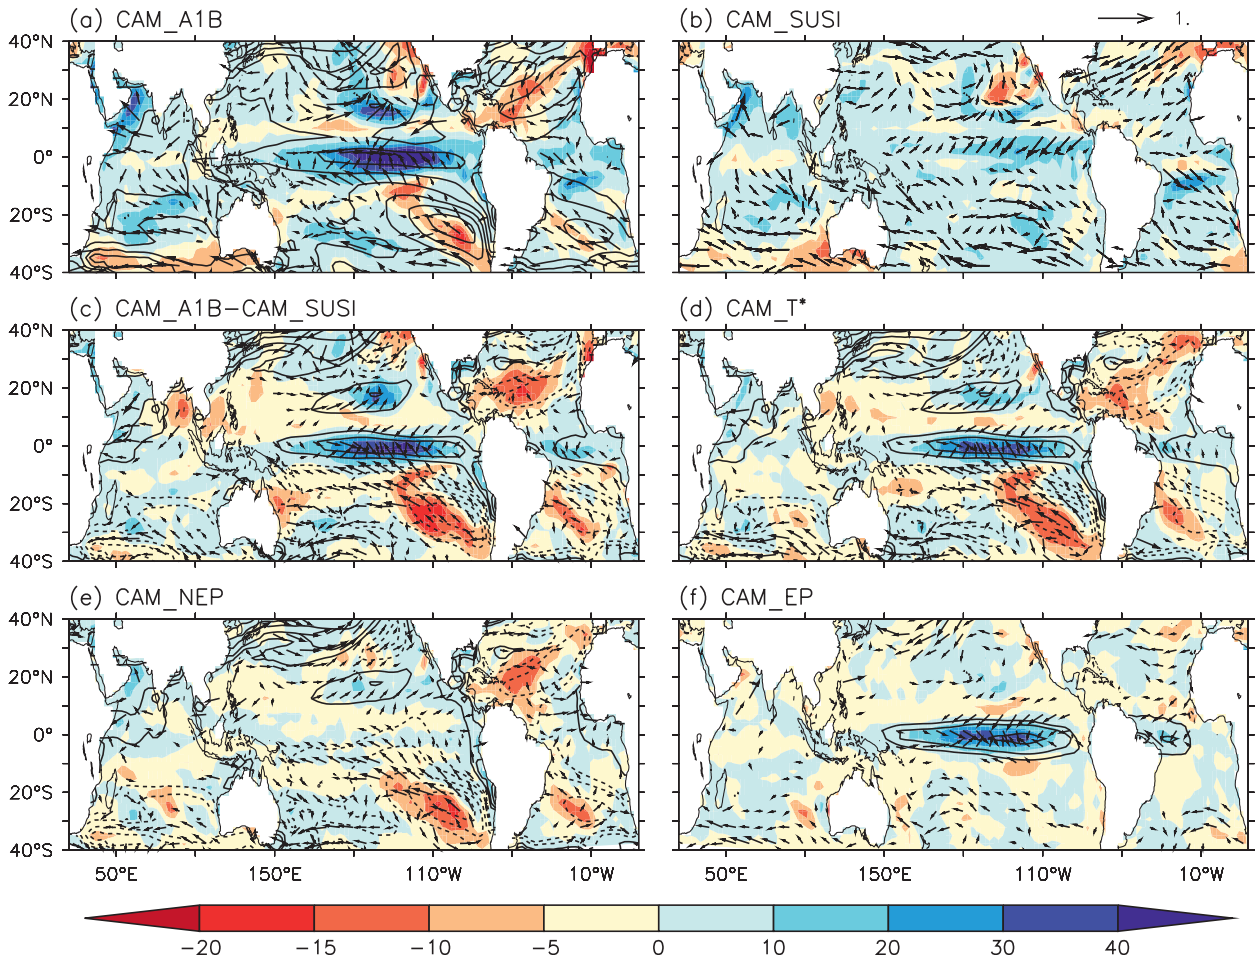 (a) CAM_A1B
(b) CAM_SUSI
1.
40°N
20°N
0°
20°S
40°S
(c) CAM_A1B−CAM_SUSI
(d) CAM_T*
40°N
20°N
0°
20°S
40°S
(e) CAM_NEP
(f) CAM_EP
40°N
20°N
0°
20°S
40°S
50°E 150°E 110°W 10°W 50°E 150°E 110°W 10°W
−20 −15 −10 −5 0 10 20 30 40